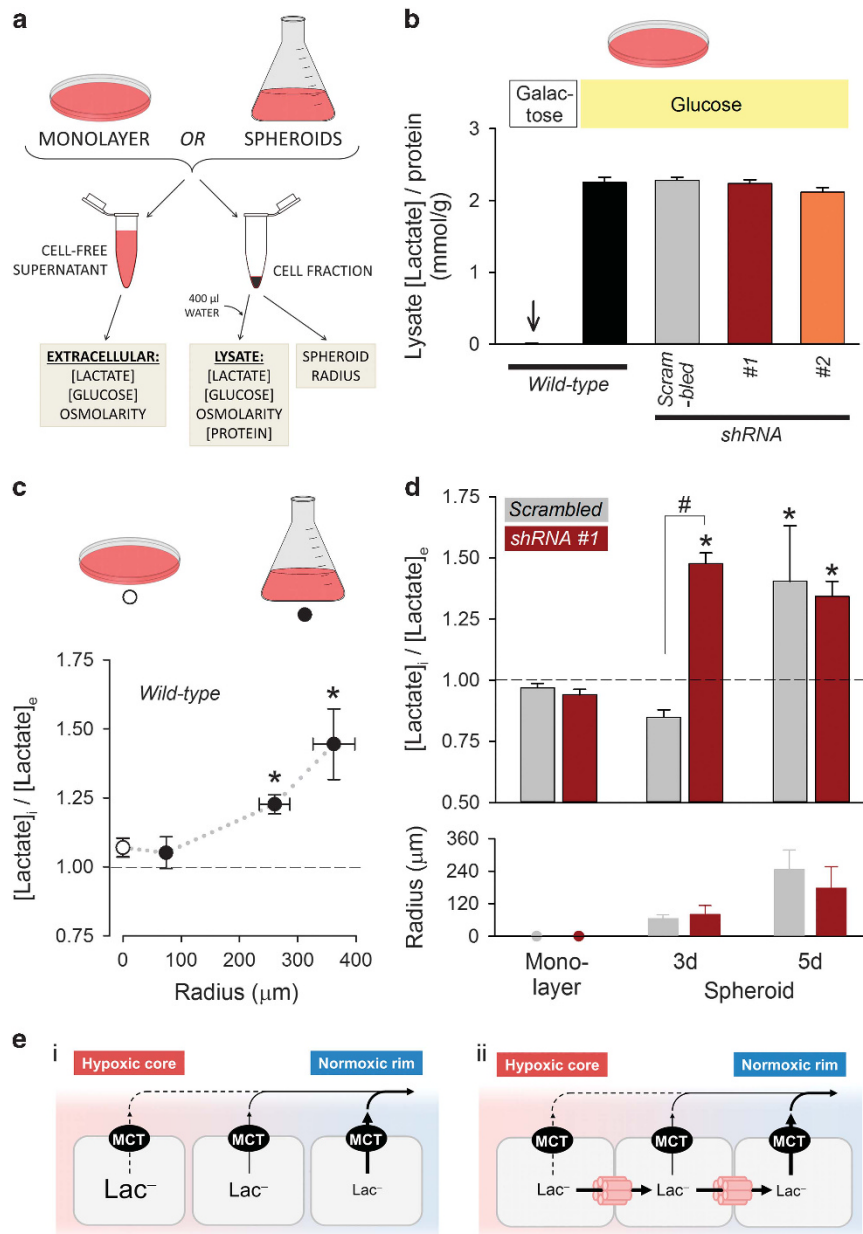 a
MONOLAYER OR SPHEROIDS
CELL-FREE
SUPERNATANT
CELL FRACTION
400 µl
WATER
EXTRACELLULAR:
[LACTATE]
[GLUCOSE]
OSMOLARITY
LYSATE:
[LACTATE]
[GLUCOSE]
OSMOLARITY
[PROTEIN]
SPHEROID
RADIUS
b
Galac-
tose
Glucose
Lysate [Lactate] / protein
(mmol/g)
3
2
1
0
Scram
-bled
#1
#2
Wild-type
shRNA
c
Wild-type
[Lactate]i / [Lactate]e
1.75
1.50
1.25
1.00
0.75
*
*
0 100 200 300 400
Radius (µm)
d
Scrambled
shRNA #1
[Lactate]i / [Lactate]e
1.75
1.50
1.25
1.00
0.75
0.50
#
*
*
*
Radius (µm)
360
240
120
0
Mono-
layer
3d 5d
Spheroid
e
i
Hypoxic core Normoxic rim
MCT MCT MCT
Lac⁻ Lac⁻ Lac⁻
ii
Hypoxic core Normoxic rim
MCT MCT MCT
Lac⁻ Lac⁻ Lac⁻